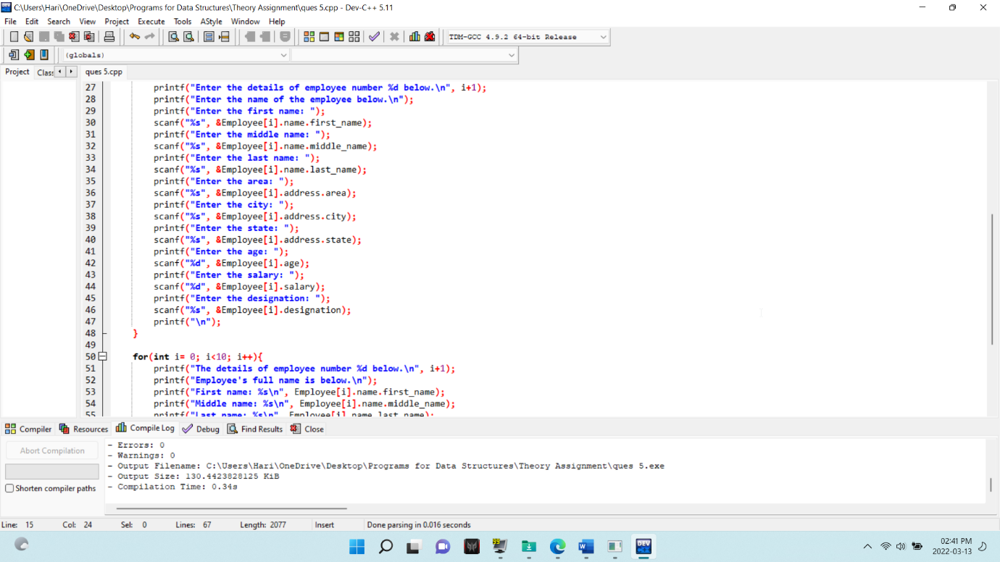 C:\Users\Hari\OneDrive\Desktop\Programs for Data Structures\Theory Assignment\ques 5.cpp - Dev-C++ 5.11
File Edit Search View Project Execute Tools AStyle Window Help
TDM-GCC 4.9.2 64-bit Release
(globals)
Project Clas ques 5.cpp
27 printf("Enter the details of employee number %d below.\n", i+1);
28 printf("Enter the name of the employee below.\n");
29 printf("Enter the first name: ");
30 scanf("%s", &Employee[i].name.first_name);
31 printf("Enter the middle name: ");
32 scanf("%s", &Employee[i].name.middle_name);
33 printf("Enter the last name: ");
34 scanf("%s", &Employee[i].name.last_name);
35 printf("Enter the area: ");
36 scanf("%s", &Employee[i].address.area);
37 printf("Enter the city: ");
38 scanf("%s", &Employee[i].address.city);
39 printf("Enter the state: ");
40 scanf("%s", &Employee[i].address.state);
41 printf("Enter the age: ");
42 scanf("%d", &Employee[i].age);
43 printf("Enter the salary: ");
44 scanf("%d", &Employee[i].salary);
45 printf("Enter the designation: ");
46 scanf("%s", &Employee[i].designation);
47 printf("\n");
48 }
49
50 for(int i= 0; i<10; i++){
51 printf("The details of employee number %d below.\n", i+1);
52 printf("Employee's full name is below.\n");
53 printf("First name: %s\n", Employee[i].name.first_name);
54 printf("Middle name: %s\n", Employee[i].name.middle_name);
55 printf("Last name: %s\n", Employee[i].name.last_name);
Compiler Resources Compile Log Debug Find Results Close
Abort Compilation
Shorten compiler paths
- Errors: 0
- Warnings: 0
- Output Filename: C:\Users\Hari\OneDrive\Desktop\Programs for Data Structures\Theory Assignment\ques 5.exe
- Output Size: 130.4423828125 KiB
- Compilation Time: 0.34s
Line: 15 Col: 24 Sel: 0 Lines: 67 Length: 2077 Insert Done parsing in 0.016 seconds
DEV
02:41 PM
2022-03-13